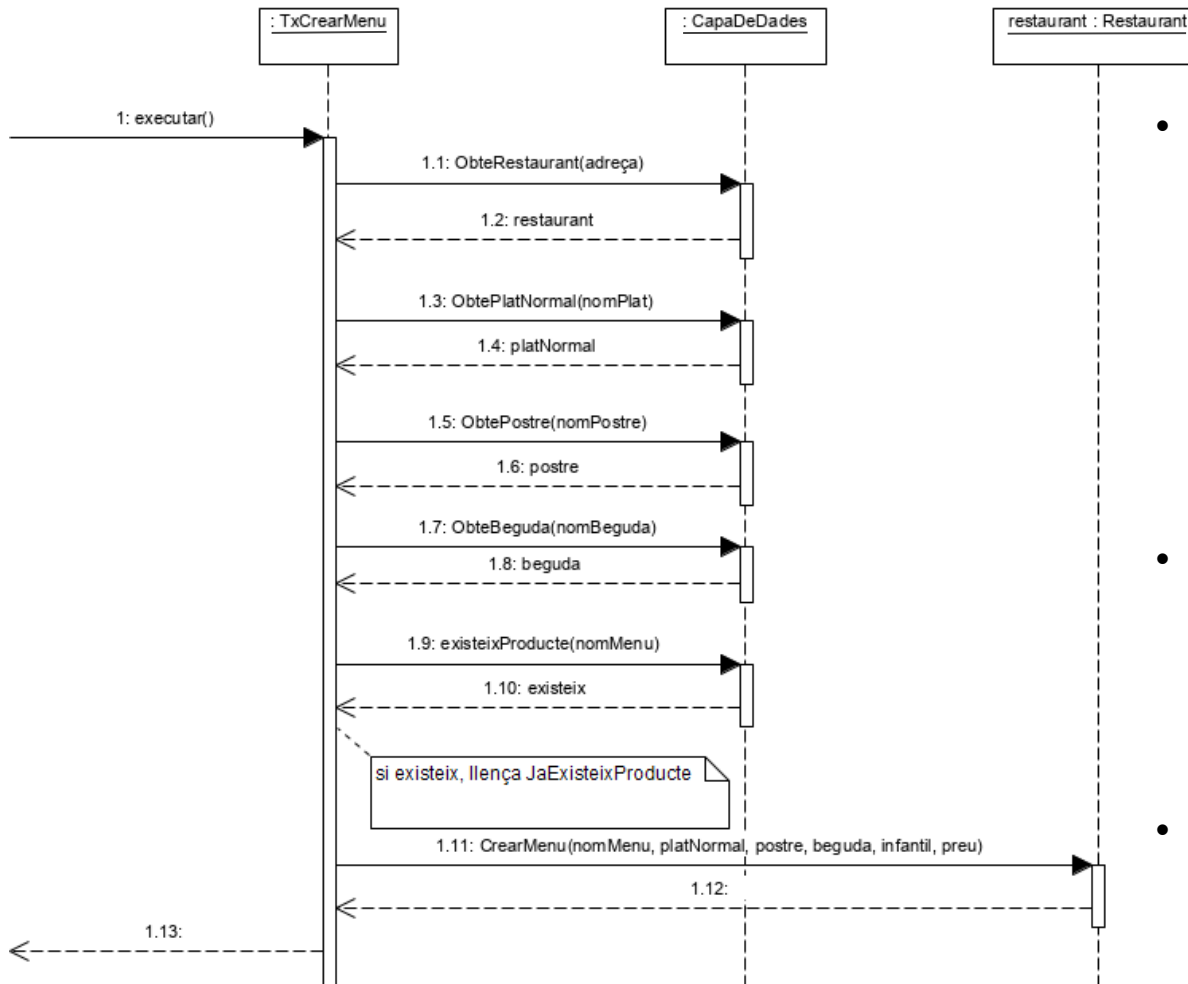 : TxCrearMenu
: CapaDeDades
restaurant : Restaurant
1: executar()
1.1: ObteRestaurant(adreça)
1.2: restaurant
1.3: ObtePlatNormal(nomPlat)
1.4: platNormal
1.5: ObtePostre(nomPostre)
1.6: postre
1.7: ObteBeguda(nomBeguda)
1.8: beguda
1.9: existeixProducte(nomMenu)
1.10: existeix
si existeix, llença JaExisteixProducte
1.11: CrearMenu(nomMenu, platNormal, postre, beguda, infantil, preu)
1.12:
1.13: